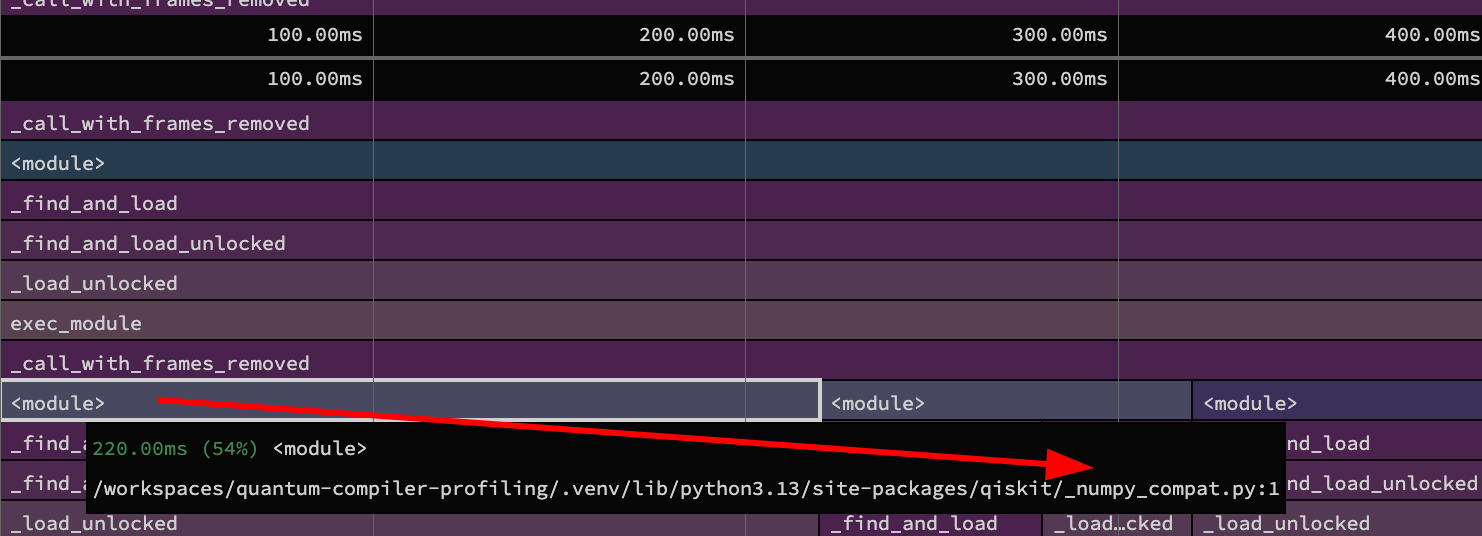 _call_with_frames_removed
100.00ms 200.00ms 300.00ms 400.00ms
100.00ms 200.00ms 300.00ms 400.00ms
_call_with_frames_removed
<module>
_find_and_load
_find_and_load_unlocked
_load_unlocked
exec_module
_call_with_frames_removed
<module> <module> <module>
_find_a nd_load
220.00ms (54%) <module>
_find_a nd_load_unlocked
/workspaces/quantum-compiler-profiling/.venv/lib/python3.13/site-packages/qiskit/_numpy_compat.py:1
_load_unlocked _find_and_load _load…cked _load_unlocked